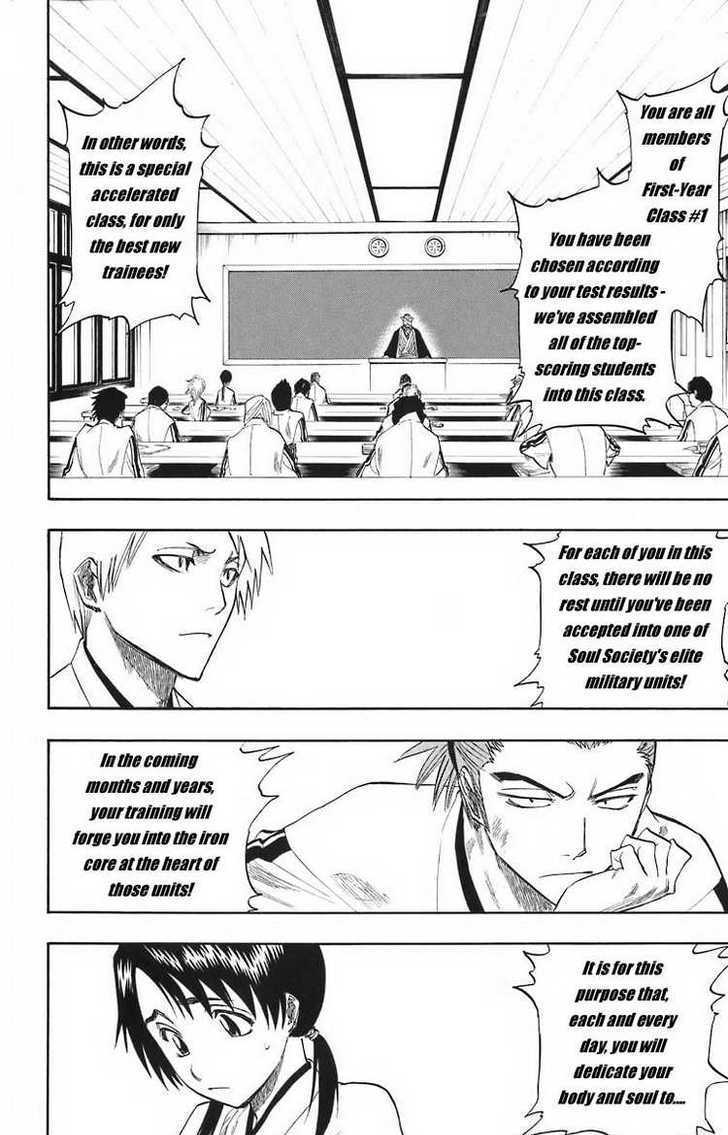 You are all
members
of
First-Year
Class #1
You have been
chosen according
to your test results -
we've assembled
all of the top-
scoring students
into this class.
In other words,
this is a special
accelerated
class, for only
the best new
trainees!
For each of you in this
class, there will be no
rest until you've been
accepted into one of
Soul Society's elite
military units!
In the coming
months and years,
your training will
forge you into the iron
core at the heart of
those units!
It is for this
purpose that,
each and every
day, you will
dedicate your
body and soul to....